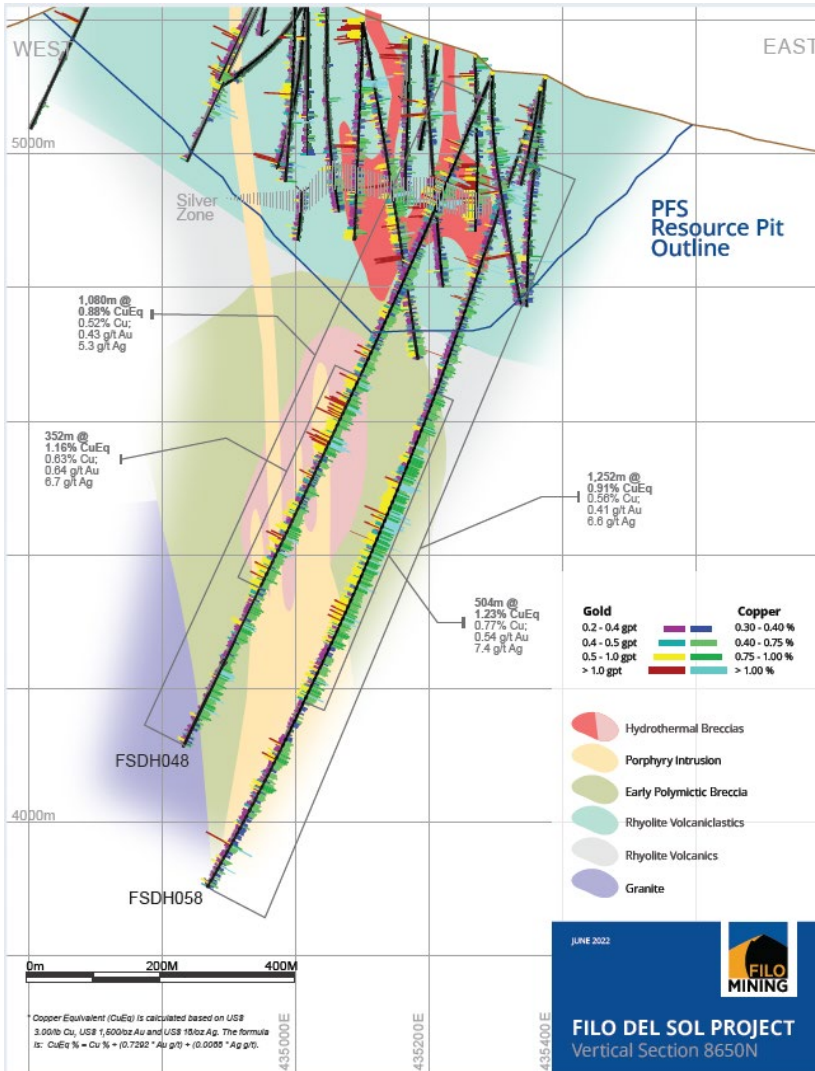 WEST
EAST
5000m
Silver
Zone
PFS
Resource Pit
Outline
1,080m @
0.88% CuEq
0.52% Cu;
0.43 g/t Au
5.3 g/t Ag
352m @
1.16% CuEq
0.63% Cu;
0.64 g/t Au
6.7 g/t Ag
1,252m @
0.91% CuEq
0.56% Cu;
0.41 g/t Au
6.6 g/t Ag
504m @
1.23% CuEq
0.77% Cu;
0.54 g/t Au
7.4 g/t Ag
Gold Copper
0.2 - 0.4 gpt 0.30 - 0.40 %
0.4 - 0.5 gpt 0.40 - 0.75 %
0.5 - 1.0 gpt 0.75 - 1.00 %
> 1.0 gpt > 1.00 %
Hydrothermal Breccias
Porphyry Intrusion
Early Polymictic Breccia
Rhyolite Volcaniclastics
Rhyolite Volcanics
Granite
FSDH048
4000m
FSDH058
0m 200M 400M
* Copper Equivalent (CuEq) is calculated based on US$
3.00/lb Cu, US$ 1,500/oz Au and US$ 18/oz Ag. The formula
is: CuEq % = Cu % + (0.7292 * Au g/t) + (0.0088 * Ag g/t).
435000E
435200E
435400E
JUNE 2022
FILO
MINING
FILO DEL SOL PROJECT
Vertical Section 8650N